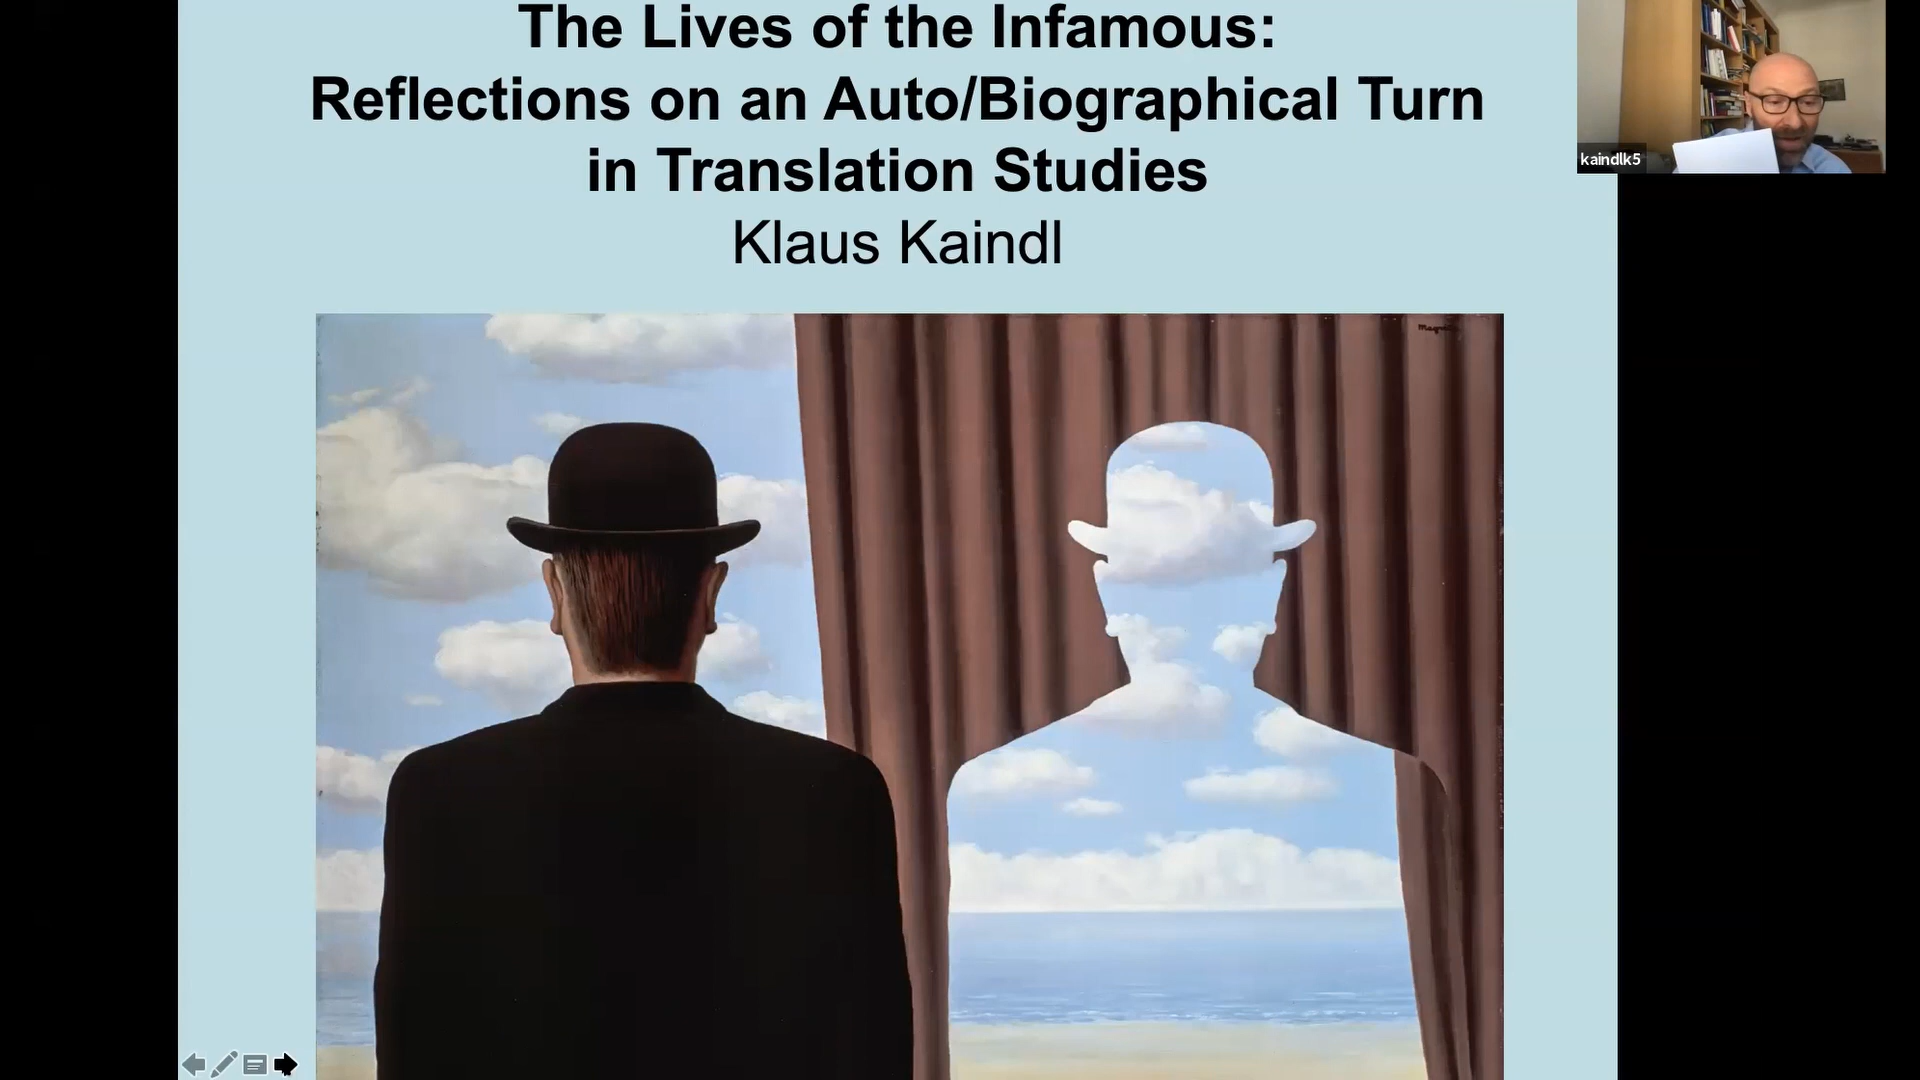 The Lives of the Infamous:
Reflections on an Auto/Biographical Turn
in Translation Studies
Klaus Kaindl
kaindlk5